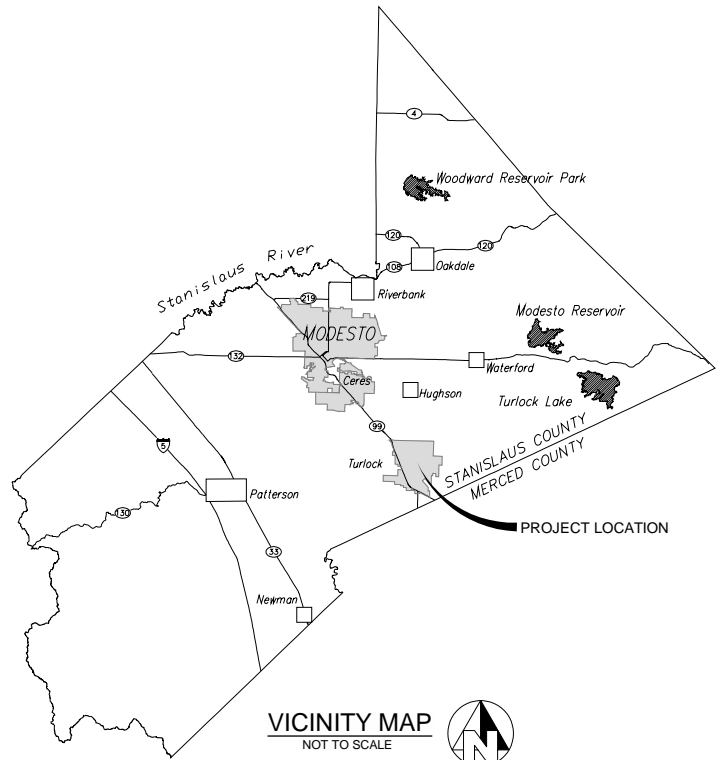 4
Woodward Reservoir Park
120
120
108
Oakdale
Stanislaus River
Riverbank
219
MODESTO
Modesto Reservoir
132
Waterford
Ceres
Hughson
Turlock Lake
99
STANISLAUS COUNTY
MERCED COUNTY
5
Turlock
Patterson
130
PROJECT LOCATION
33
Newman
VICINITY MAP
NOT TO SCALE
N